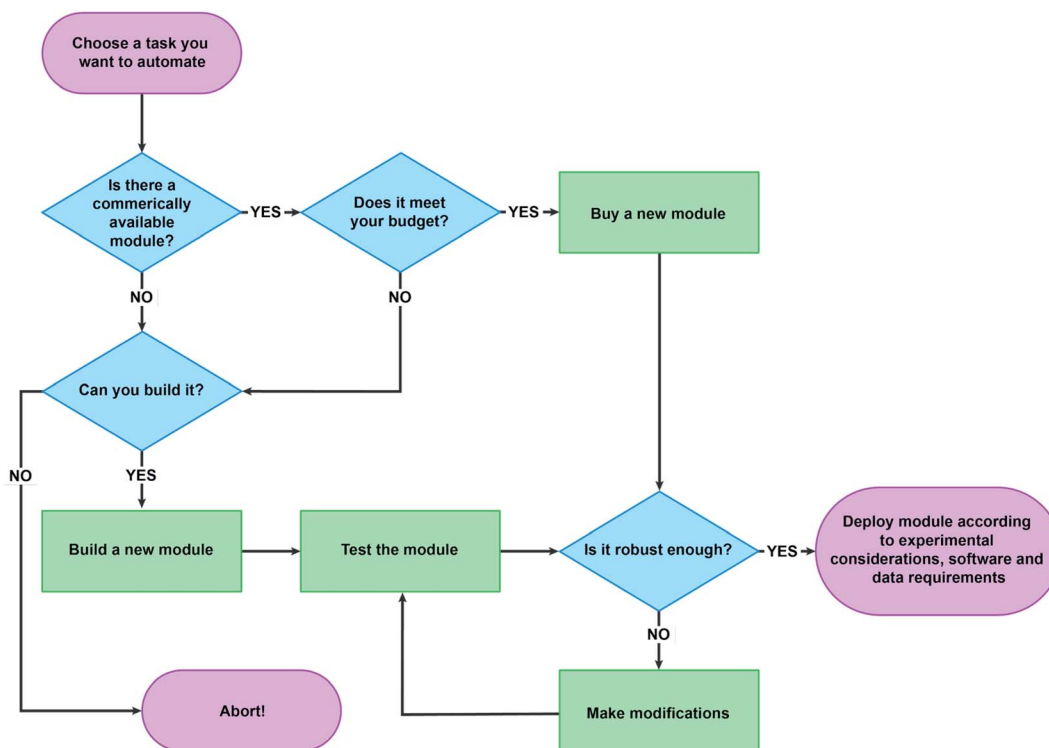 Choose a task you
want to automate
Is there a
commerically
available
module?
YES
Does it meet
your budget?
YES
Buy a new module
NO
NO
Can you build it?
NO
YES
Build a new module
Test the module
Is it robust enough?
YES
Deploy module according
to experimental
considerations, software and
data requirements
NO
Abort!
Make modifications